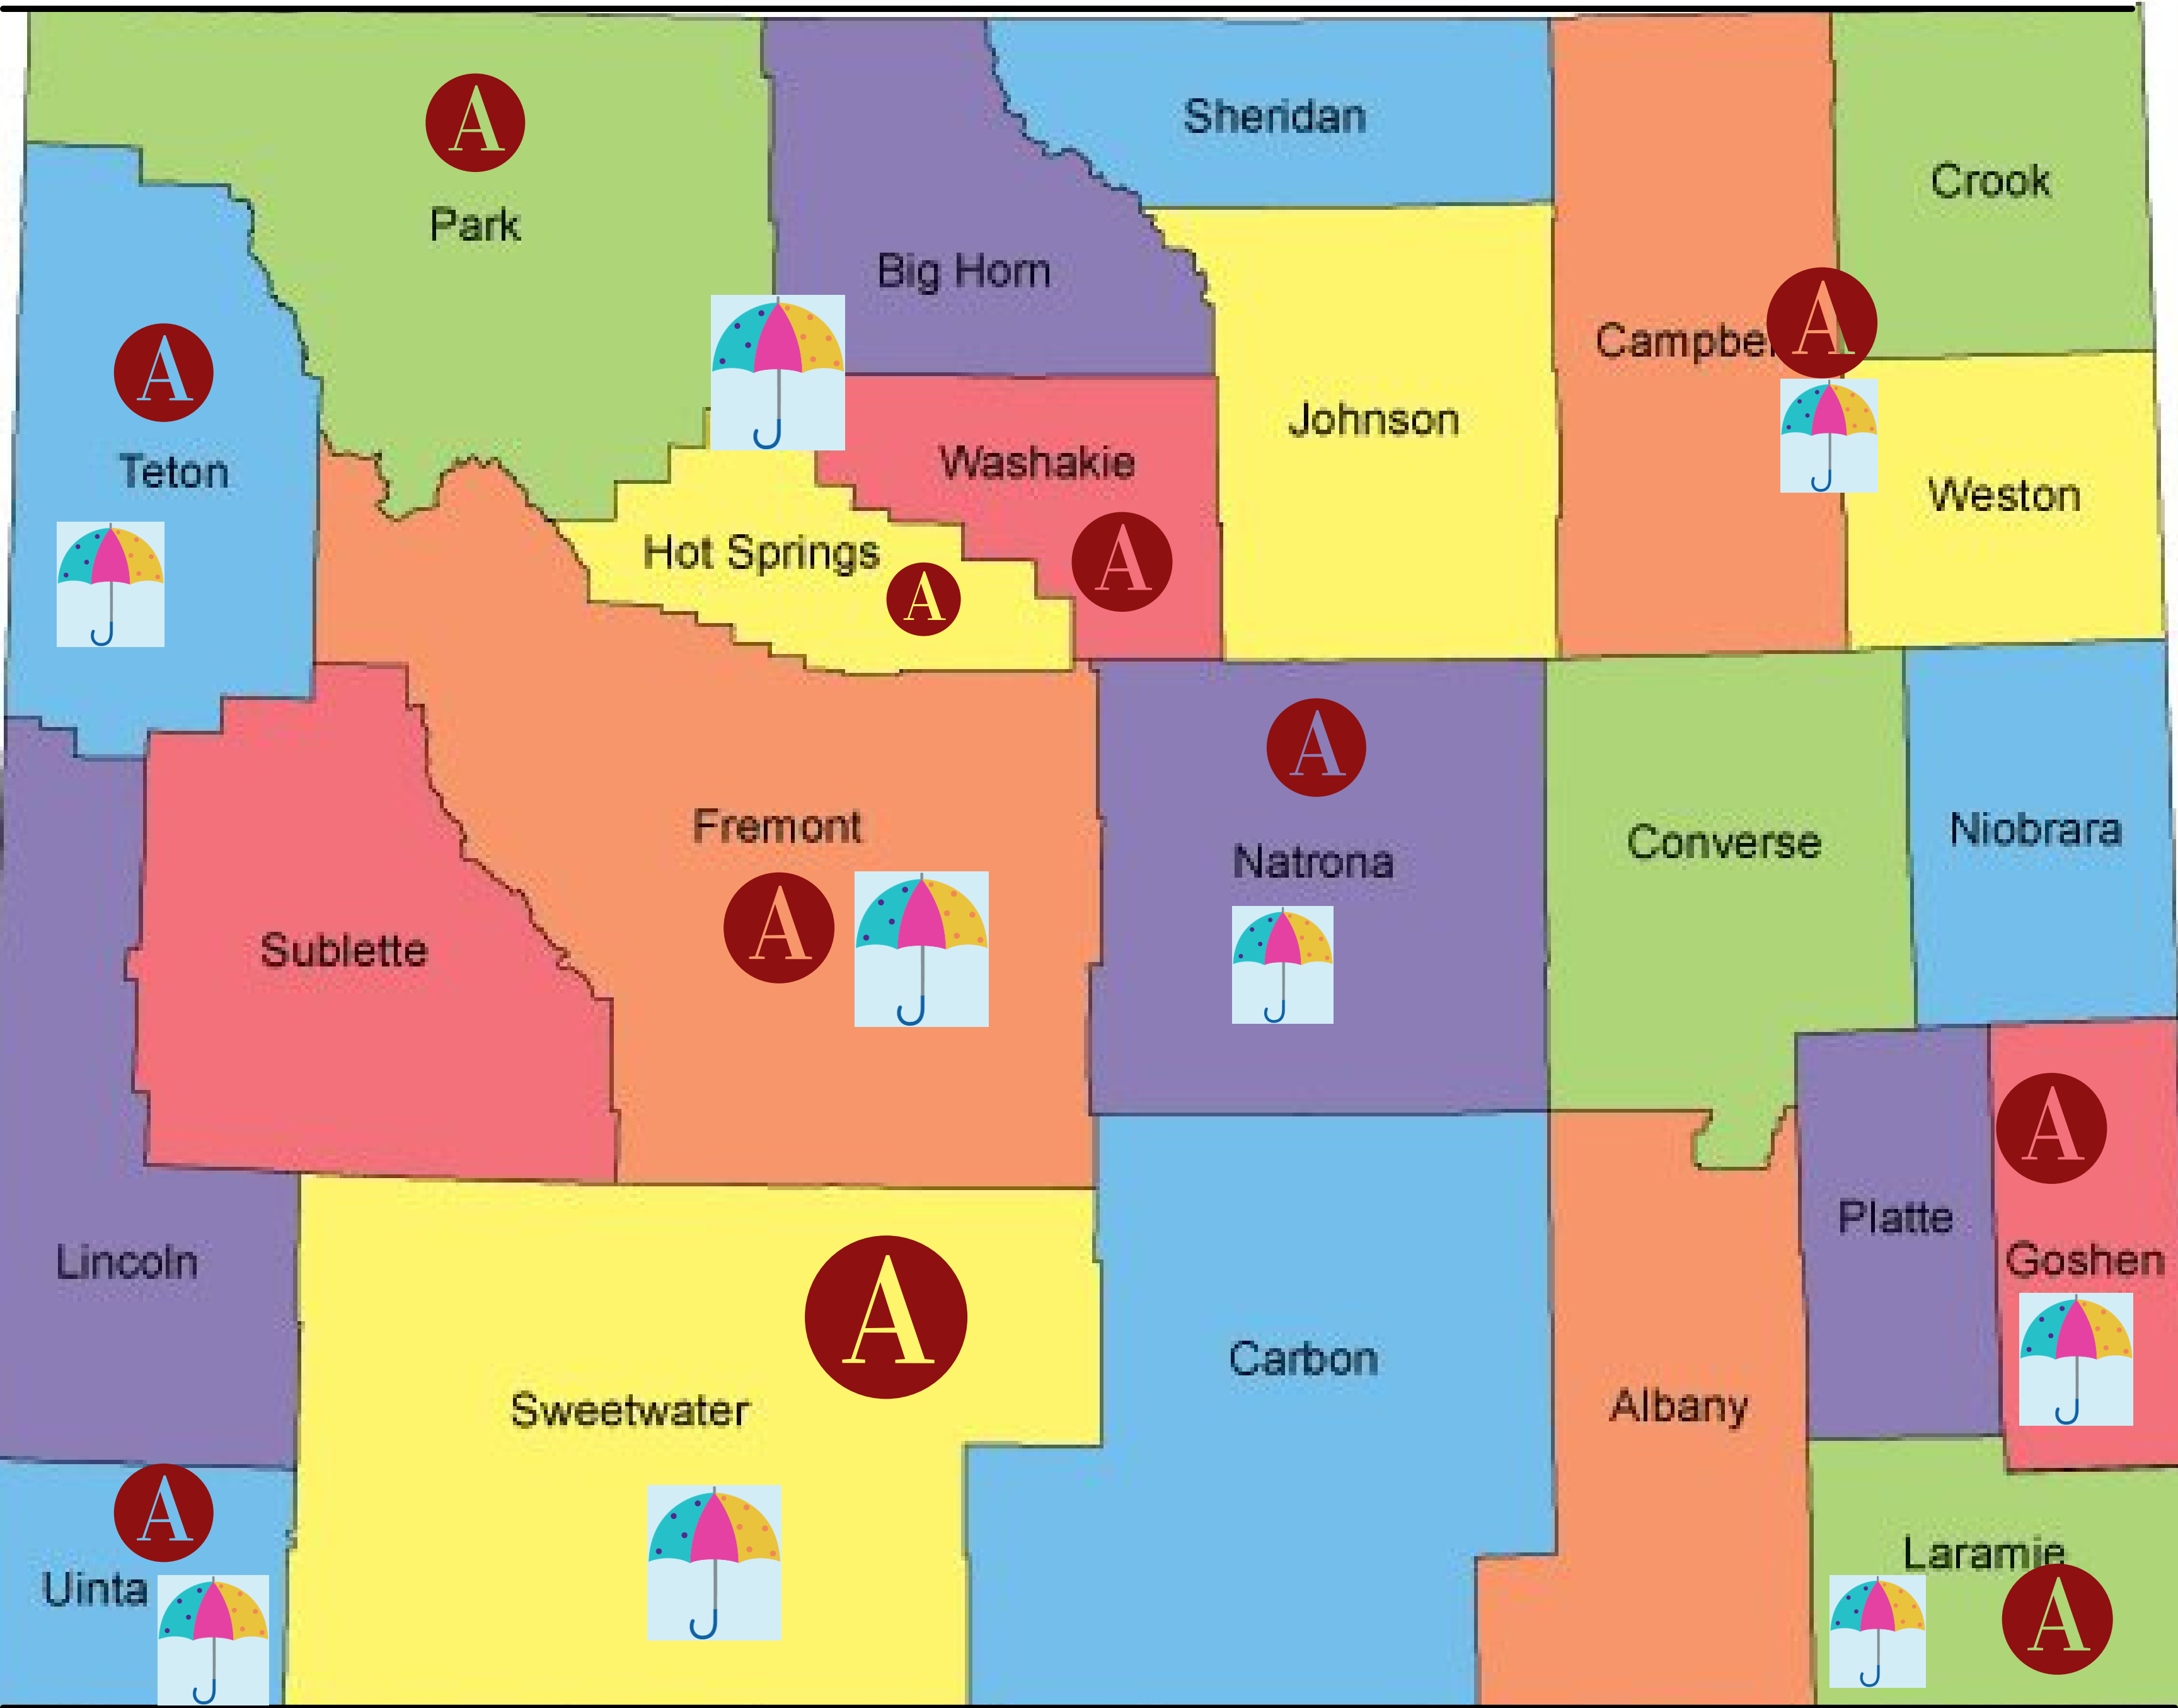 A
Park
Sheridan
Crook
Big Horn
A
Campbel
A
Teton
Johnson
Washakie
Weston
Hot Springs
A
A
A
Fremont
Natrona
Converse
Niobrara
A
Sublette
A
Platte
Goshen
Lincoln
A
Carbon
Sweetwater
Albany
A
Uinta
Laramie
A